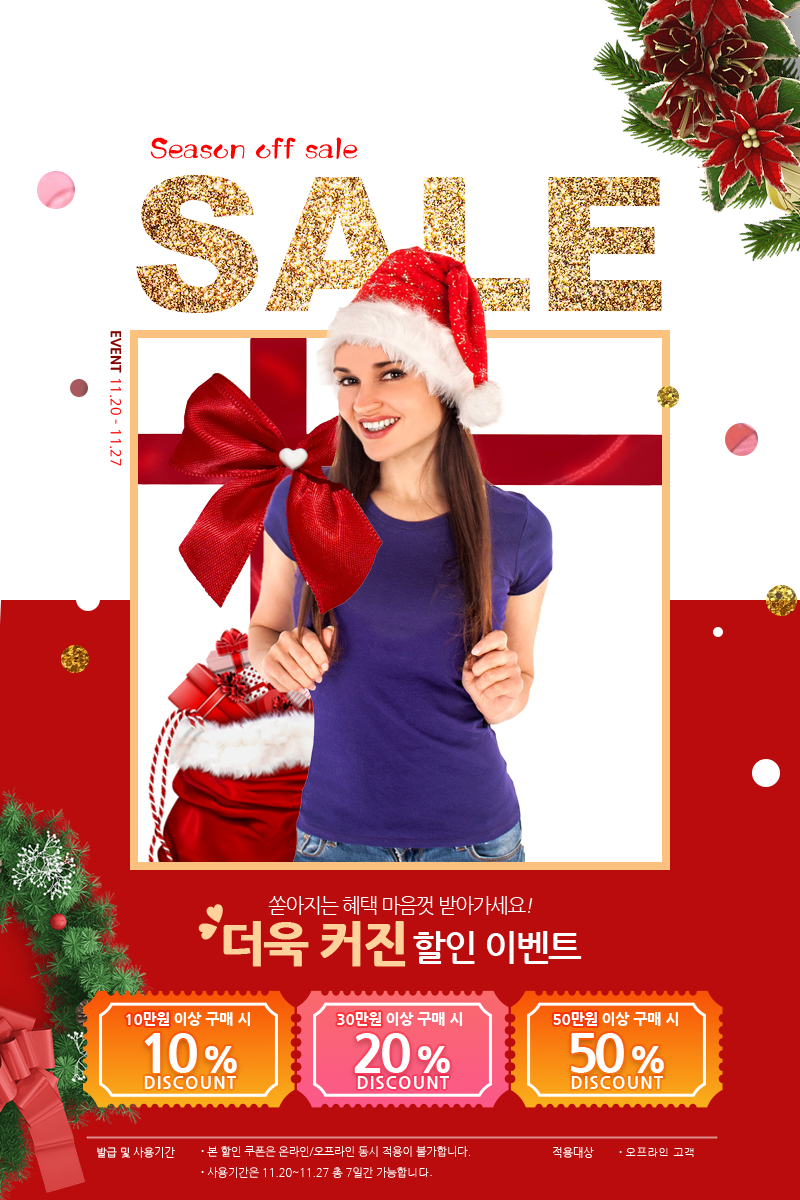 Season off sale
SALE
EVENT 11.20 - 11.27
쏟아지는 혜택 마음껏 받아가세요!
더욱 커진 할인 이벤트
10만원 이상 구매 시
10%
DISCOUNT
30만원 이상 구매 시
20%
DISCOUNT
50만원 이상 구매 시
50%
DISCOUNT
발급 및 사용기간
· 본 할인 쿠폰은 온라인/오프라인 동시 적용이 불가합니다.
· 사용기간은 11.20~11.27 총 7일간 가능합니다.
적용대상
· 오프라인 고객